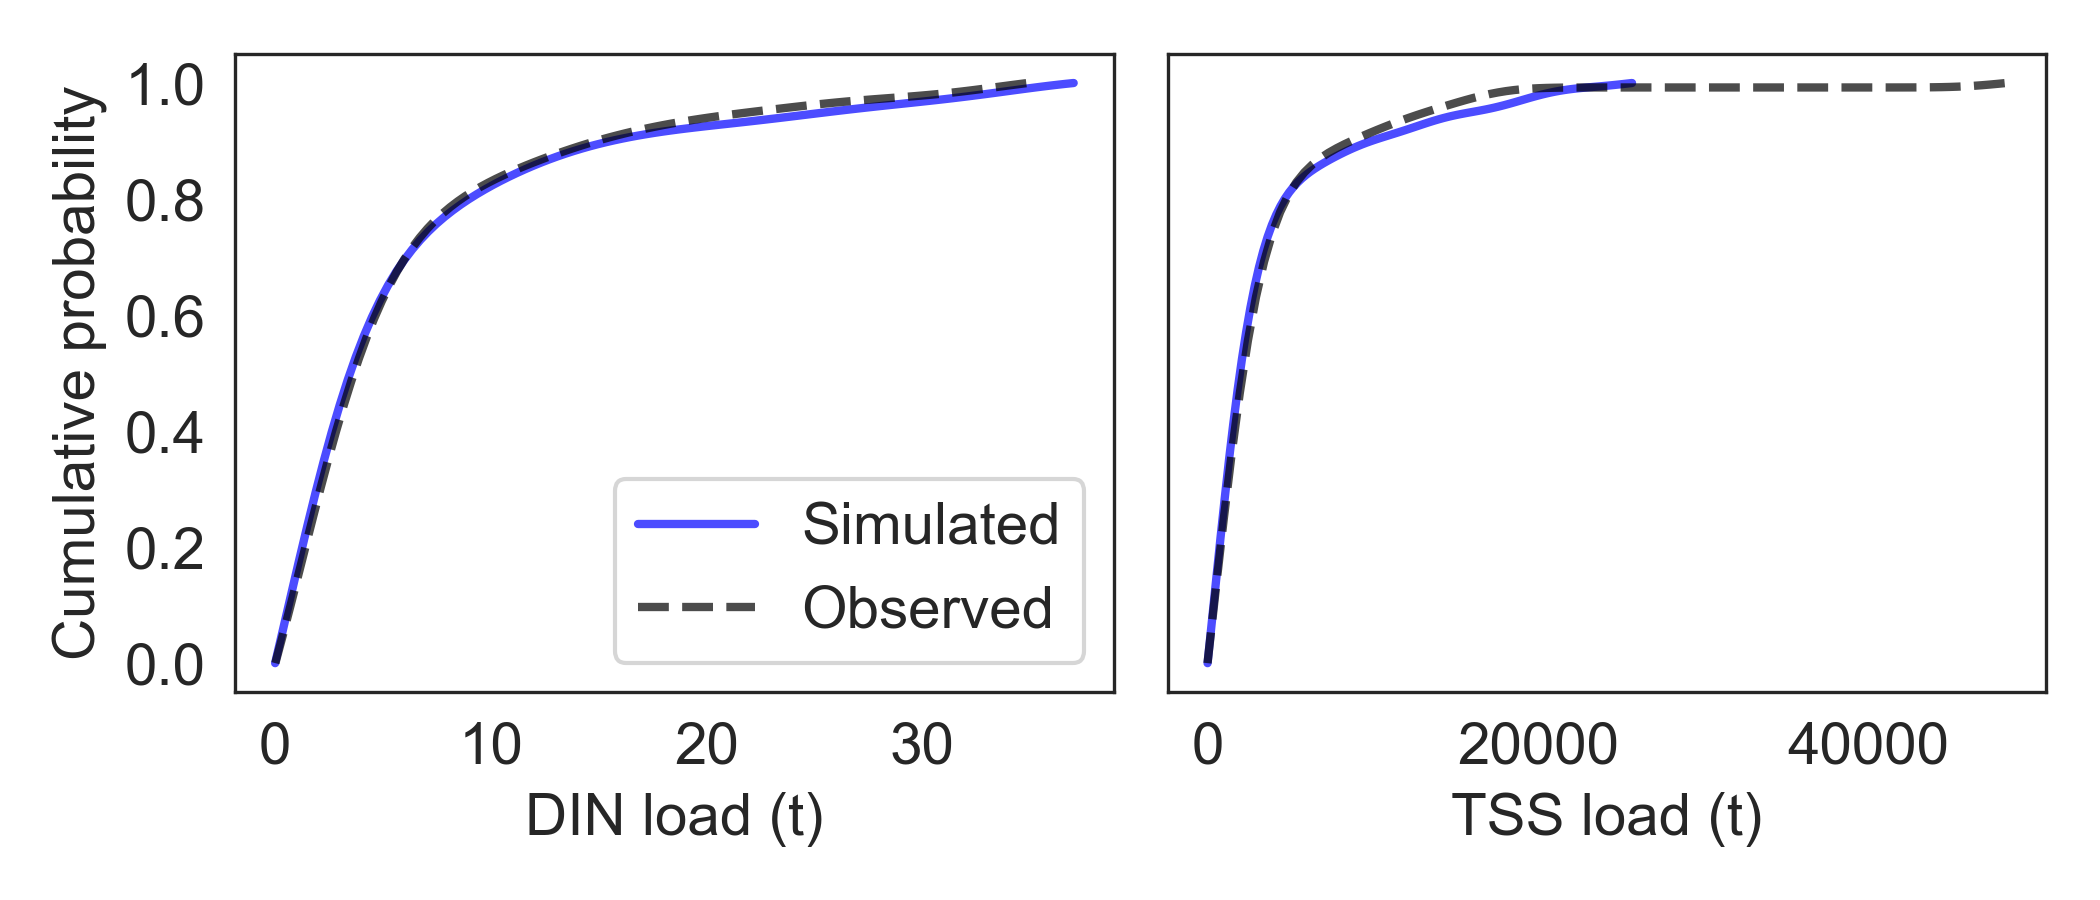 Cumulative probability
1.0
0.8
0.6
0.4
0.2
0.0
Simulated
Observed
0 10 20 30
DIN load (t)
0 20000 40000
TSS load (t)